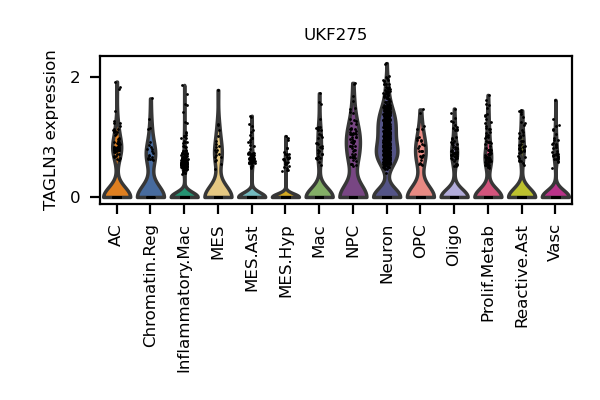 UKF275
TAGLN3 expression
2
0
AC
Chromatin.Reg
Inflammatory.Mac
MES
MES.Ast
MES.Hyp
Mac
NPC
Neuron
OPC
Oligo
Prolif.Metab
Reactive.Ast
Vasc